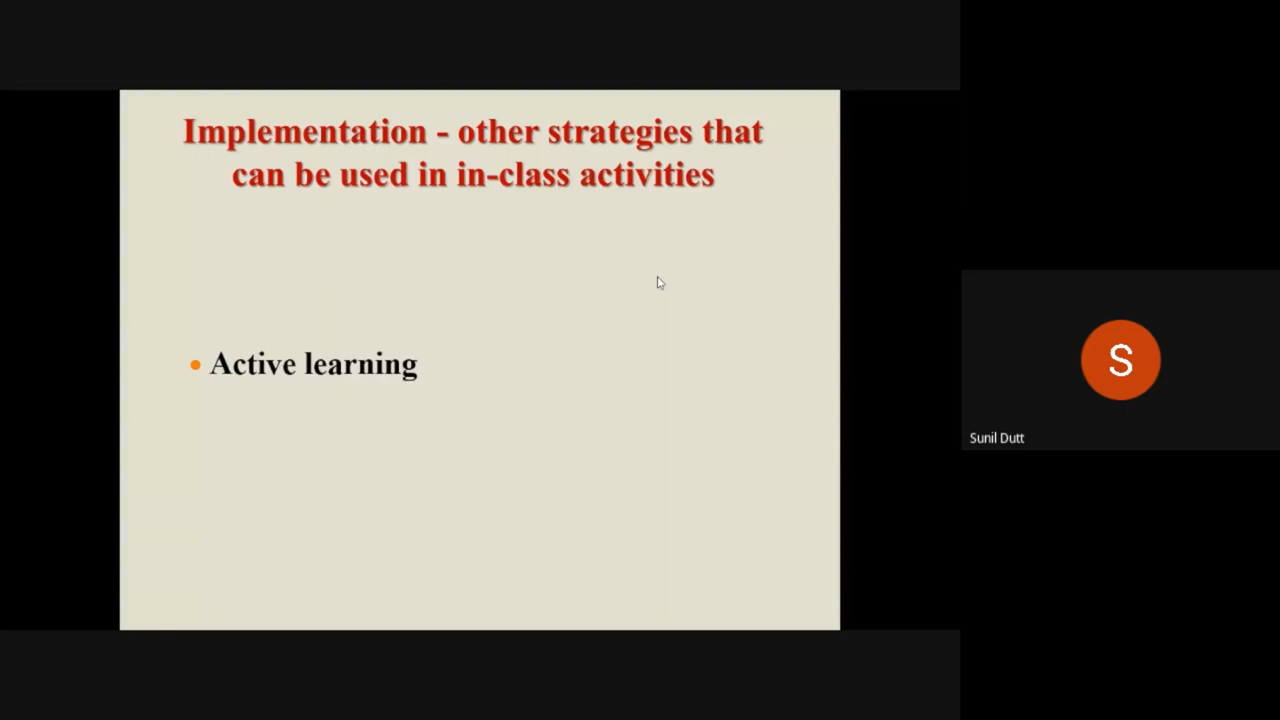 Implementation - other strategies that
can be used in in-class activities
• Active learning
S
Sunil Dutt